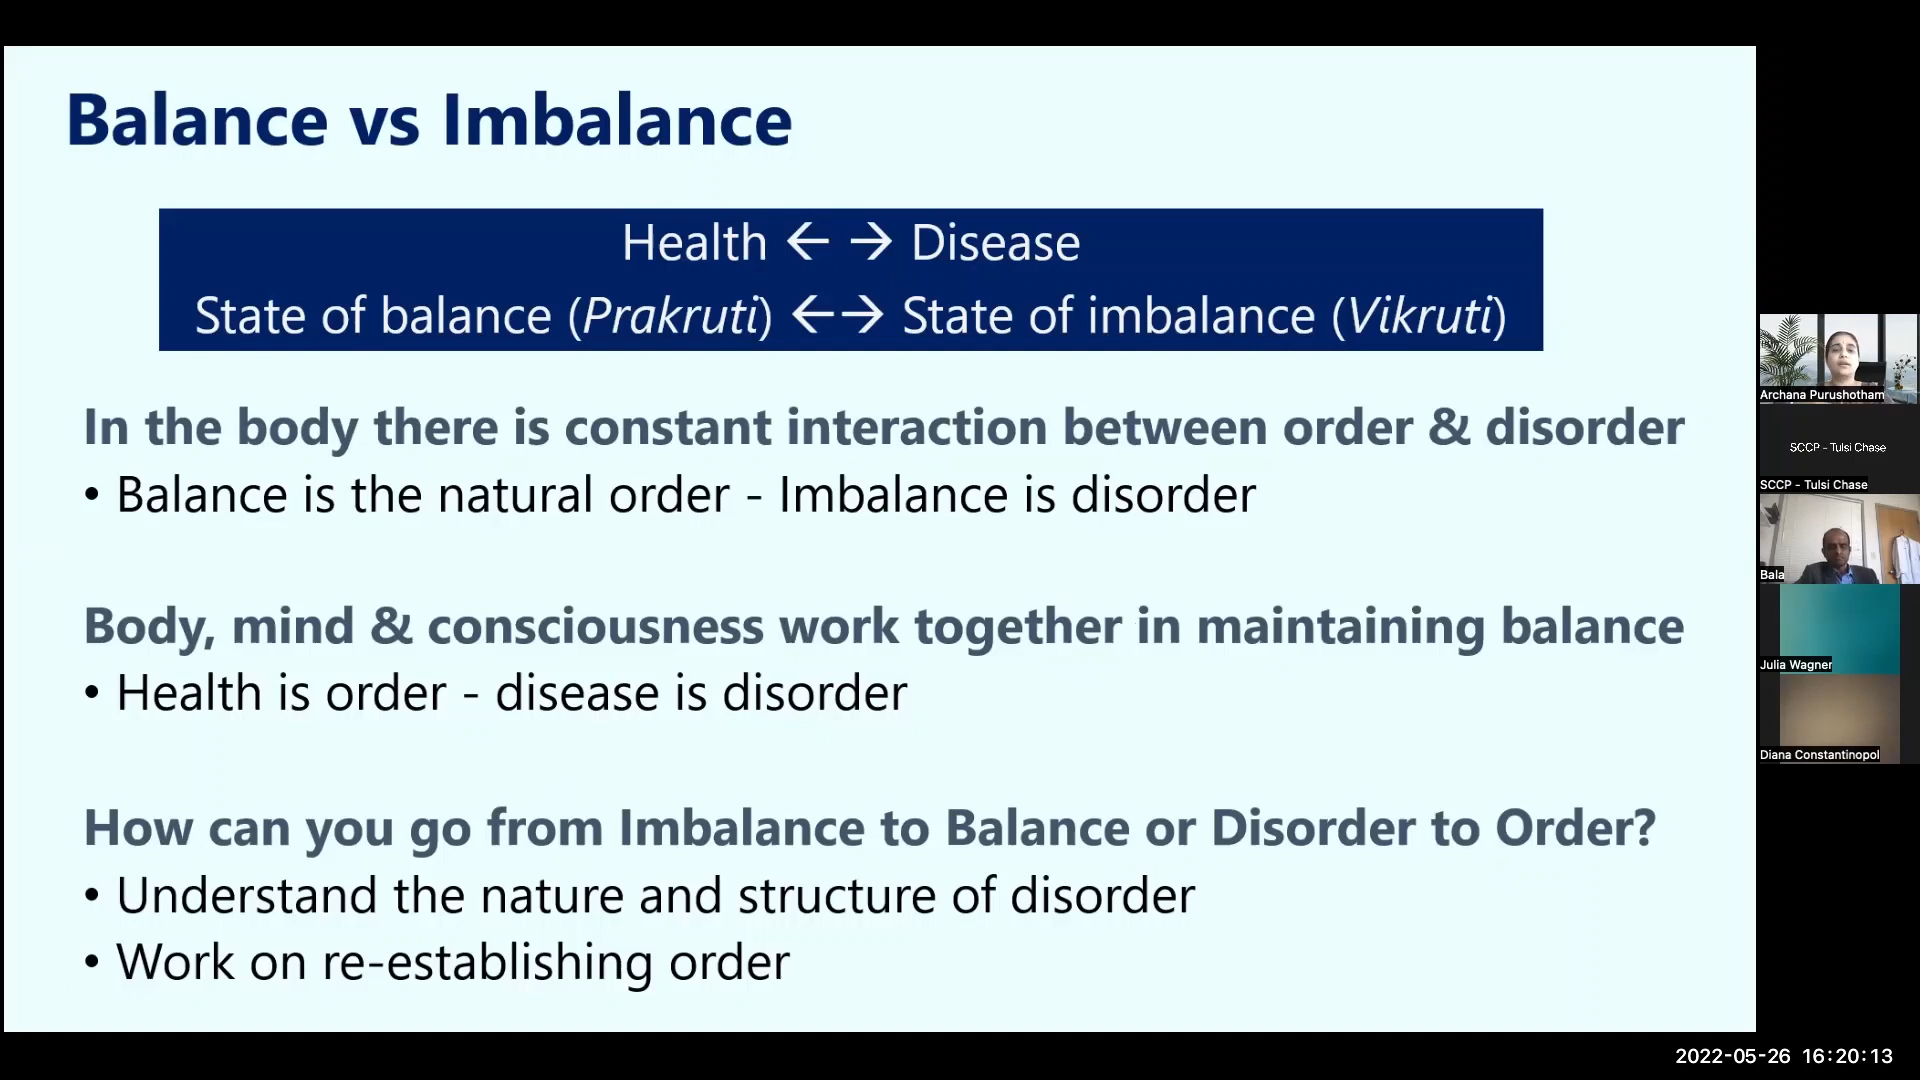 Balance vs Imbalance
Health ← → Disease
State of balance (Prakruti) ←→ State of imbalance (Vikruti)
In the body there is constant interaction between order & disorder
• Balance is the natural order - Imbalance is disorder
Body, mind & consciousness work together in maintaining balance
• Health is order - disease is disorder
How can you go from Imbalance to Balance or Disorder to Order?
• Understand the nature and structure of disorder
• Work on re-establishing order
Archana Purushotham
SCCP - Tulsi Chase
SCCP - Tulsi Chase
Bala
Julia Wagner
Diana Constantinopol
2022-05-26 16:20:13